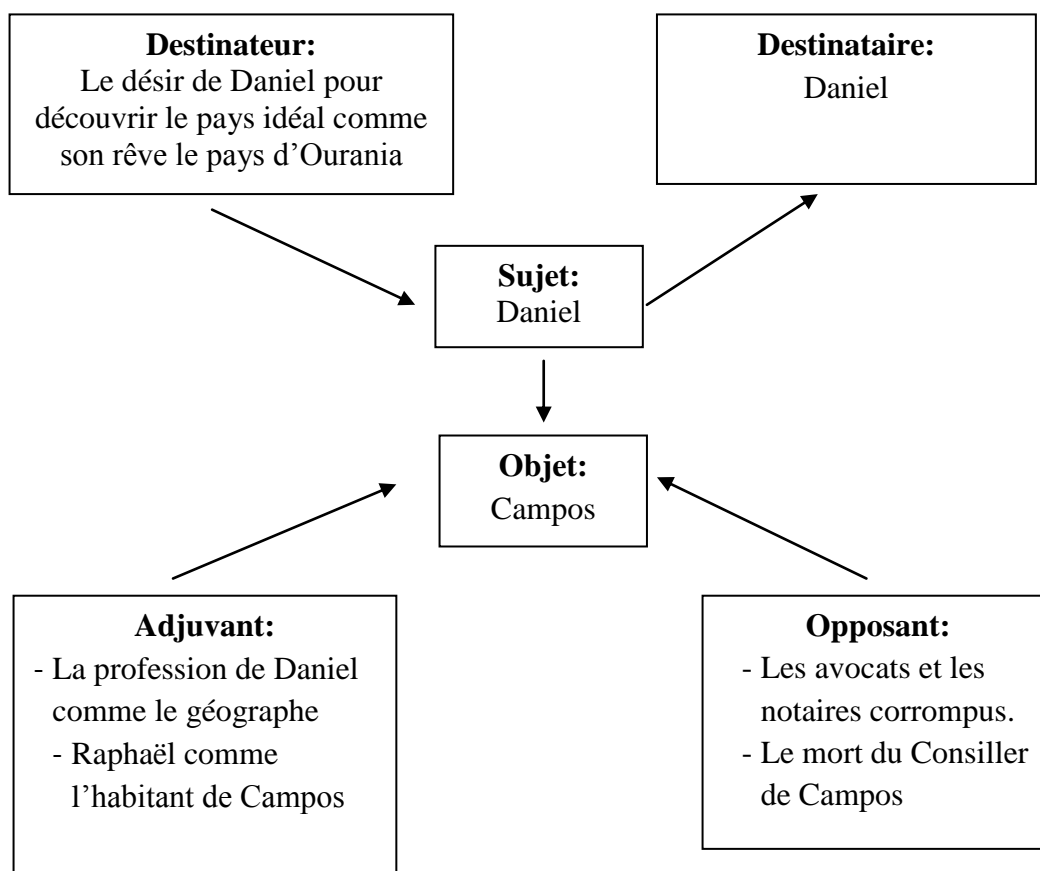 Destinateur:
Le désir de Daniel pour
découvrir le pays idéal comme
son rêve le pays d’Ourania
Destinataire:
Daniel
Sujet:
Daniel
Objet:
Campos
Adjuvant:
- La profession de Daniel
comme le géographe
- Raphaël comme
l’habitant de Campos
Opposant:
- Les avocats et les
notaires corrompus.
- Le mort du Consiller
de Campos